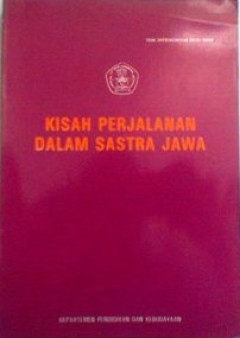 KISAH PERJALANAN
DALAM SASTRA JAWA
DEPARTEMEN PENDIDIKAN DAN KEBUDAYAAN